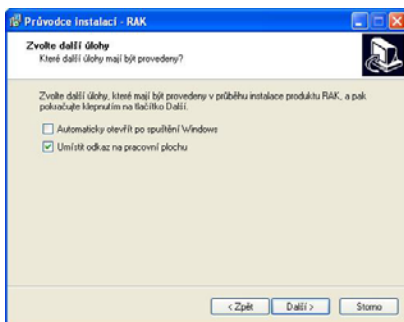 Průvodce instalací - RAK
Zvolte další úlohy
Které další úlohy mají být provedeny?
Zvolte další úlohy, které mají být provedeny v průběhu instalace produktu RAK, a pak
pokračujte klepnutím na tlačítko Další.
Automaticky otevřít po spuštění Windows
Umístit odkaz na pracovní plochu
< Zpět
Další >
Storno